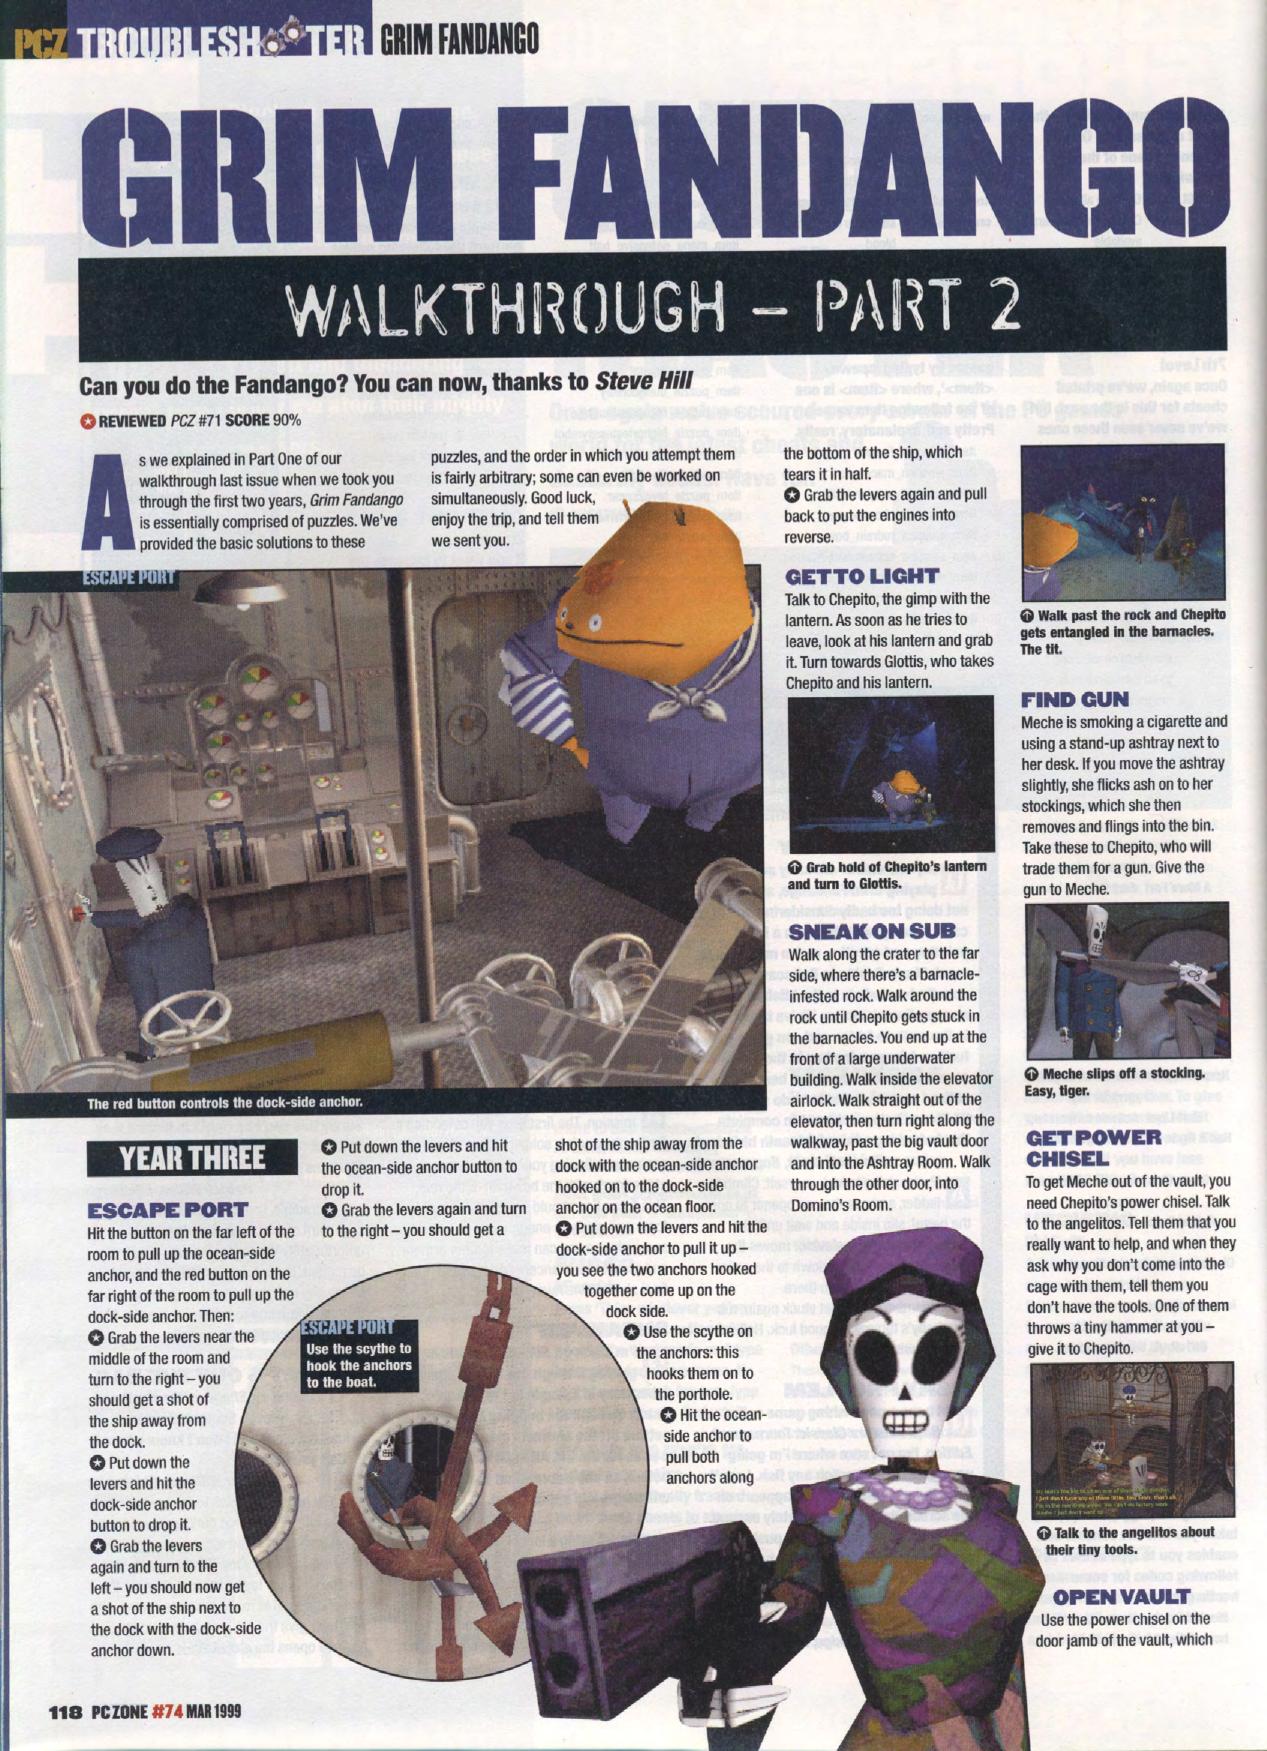 PCZ TROUBLESHOOTER GRIM FANDANGO
GRIM FANDANGO
WALKTHROUGH – PART 2
Can you do the Fandango? You can now, thanks to Steve Hill
REVIEWED PCZ #71 SCORE 90%
As we explained in Part One of our
walkthrough last issue when we took you
through the first two years, Grim Fandango
is essentially comprised of puzzles. We've
provided the basic solutions to these
puzzles, and the order in which you attempt them
is fairly arbitrary; some can even be worked on
simultaneously. Good luck,
enjoy the trip, and tell them
we sent you.
ESCAPE PORT
The red button controls the dock-side anchor.
YEAR THREE
ESCAPE PORT
Hit the button on the far left of the
room to pull up the ocean-side
anchor, and the red button on the
far right of the room to pull up the
dock-side anchor. Then:
Grab the levers near the
middle of the room and
turn to the right – you
should get a shot of
the ship away from
the dock.
Put down the
levers and hit the
dock-side anchor
button to drop it.
Grab the levers
again and turn to the
left – you should now get
a shot of the ship next to
the dock with the dock-side
anchor down.
Put down the levers and hit
the ocean-side anchor button to
drop it.
Grab the levers again and turn
to the right – you should get a
ESCAPE PORT
Use the scythe to
hook the anchors
to the boat.
shot of the ship away from the
dock with the ocean-side anchor
hooked on to the dock-side
anchor on the ocean floor.
Put down the levers and hit the
dock-side anchor to pull it up –
you see the two anchors hooked
together come up on the
dock side.
Use the scythe on
the anchors: this
hooks them on to
the porthole.
Hit the ocean-
side anchor to
pull both
anchors along
the bottom of the ship, which
tears it in half.
Grab the levers again and pull
back to put the engines into
reverse.
GET TO LIGHT
Talk to Chepito, the gimp with the
lantern. As soon as he tries to
leave, look at his lantern and grab
it. Turn towards Glottis, who takes
Chepito and his lantern.
Grab hold of Chepito's lantern
and turn to Glottis.
SNEAK ON SUB
Walk along the crater to the far
side, where there's a barnacle-
infested rock. Walk around the
rock until Chepito gets stuck in
the barnacles. You end up at the
front of a large underwater
building. Walk inside the elevator
airlock. Walk straight out of the
elevator, then turn right along the
walkway, past the big vault door
and into the Ashtray Room. Walk
through the other door, into
Domino's Room.
Walk past the rock and Chepito
gets entangled in the barnacles.
The tit.
FIND GUN
Meche is smoking a cigarette and
using a stand-up ashtray next to
her desk. If you move the ashtray
slightly, she flicks ash on to her
stockings, which she then
removes and flings into the bin.
Take these to Chepito, who will
trade them for a gun. Give the
gun to Meche.
Meche slips off a stocking.
Easy, tiger.
GET POWER
CHISEL
To get Meche out of the vault, you
need Chepito's power chisel. Talk
to the angelitos. Tell them that you
really want to help, and when they
ask why you don't come into the
cage with them, tell them you
don't have the tools. One of them
throws a tiny hammer at you –
give it to Chepito.
Talk to the angelitos about
their tiny tools.
OPEN VAULT
Use the power chisel on the
door jamb of the vault, which
118 PC ZONE #74 MAR 1999